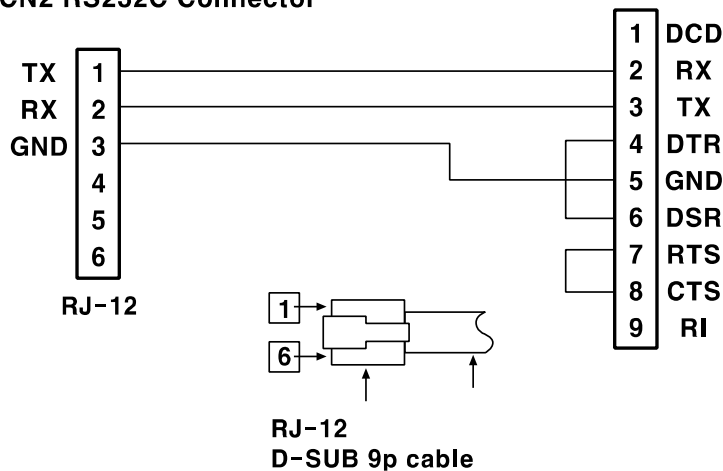 CN2 RS232C Connector
TX 1
RX 2
GND 3
4
5
6
RJ-12
1 DCD
2 RX
3 TX
4 DTR
5 GND
6 DSR
7 RTS
8 CTS
9 RI
1
6
RJ-12
D-SUB 9p cable